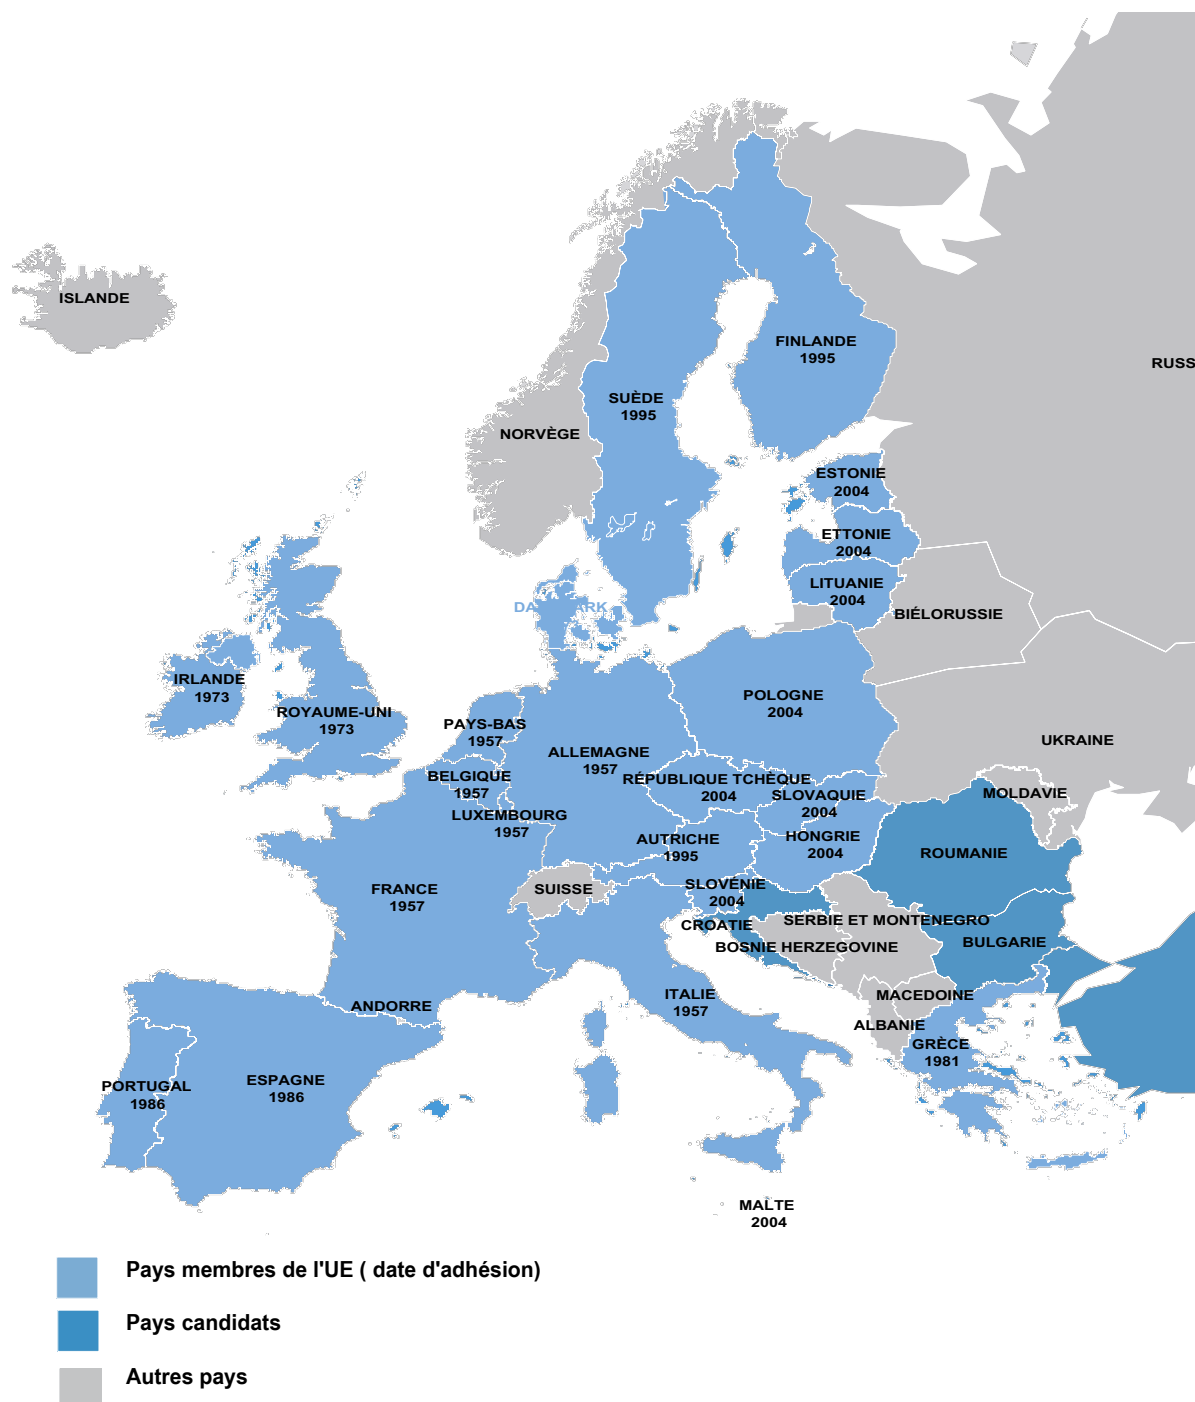 ISLANDE
FINLANDE
1995
RUSS
SUÈDE
1995
NORVÈGE
ESTONIE
2004
ETTONIE
2004
LITUANIE
2004
DANEMARK
BIÉLORUSSIE
IRLANDE
1973
ROYAUME-UNI
1973
PAYS-BAS
1957
POLOGNE
2004
ALLEMAGNE
1957
UKRAINE
BELGIQUE
1957
RÉPUBLIQUE TCHÈQUE
2004
SLOVAQUIE
2004
MOLDAVIE
LUXEMBOURG
1957
AUTRICHE
1995
HONGRIE
2004
ROUMANIE
FRANCE
1957
SUISSE
SLOVÉNIE
2004
CROATIE
SERBIE ET MONTENEGRO
BOSNIE HERZEGOVINE
BULGARIE
ITALIE
1957
MACEDOINE
ANDORRE
ALBANIE
GRÈCE
1981
PORTUGAL
1986
ESPAGNE
1986
MALTE
2004
Pays membres de l'UE ( date d'adhésion)
Pays candidats
Autres pays